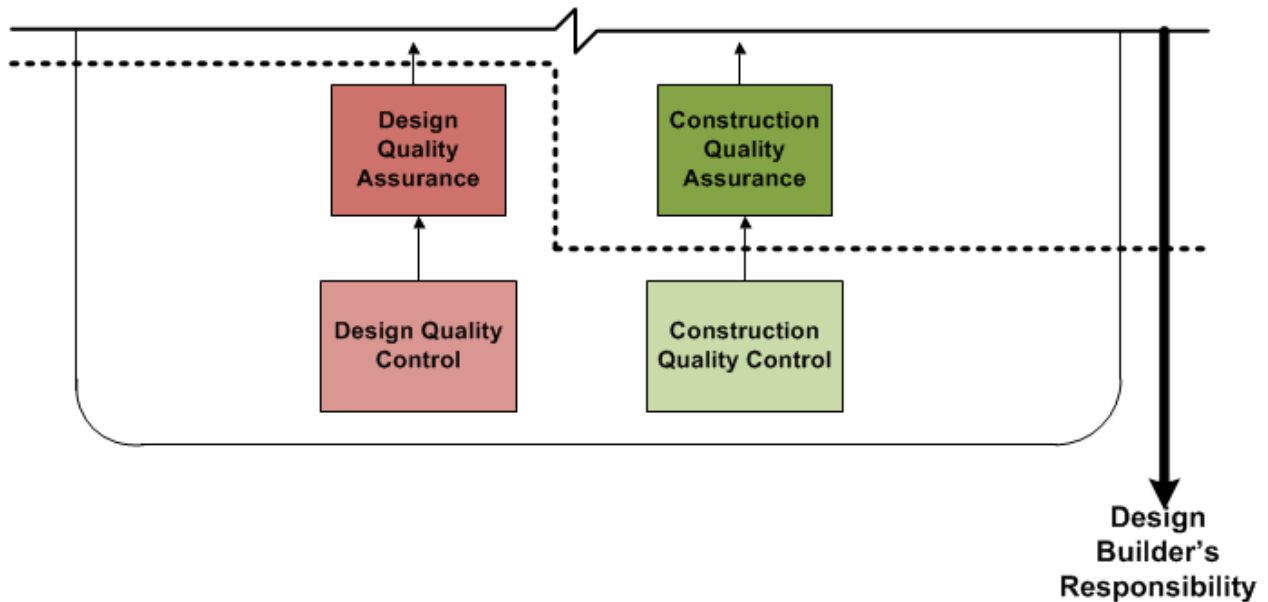 Design
Quality
Assurance
Construction
Quality
Assurance
Design Quality
Control
Construction
Quality Control
Design
Builder's
Responsibility